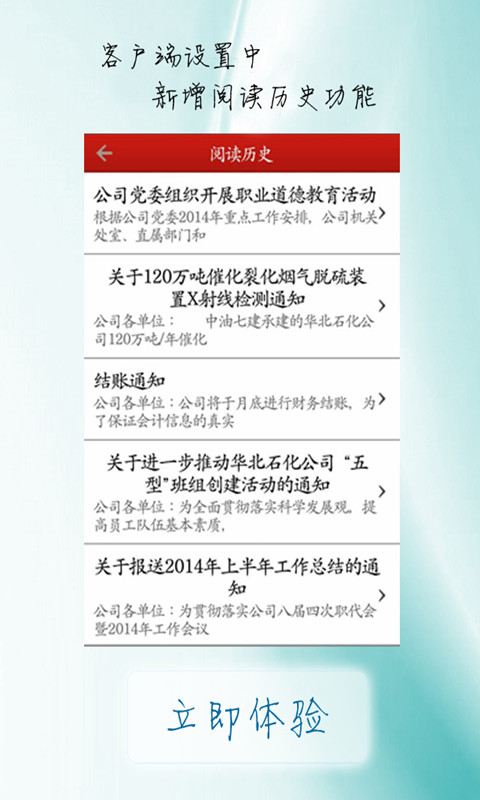 客户端设置中
新增阅读历史功能
阅读历史
公司党委组织开展职业道德教育活动
根据公司党委2014年重点工作安排，公司机关
处室、直属部门和
关于120万吨催化裂化烟气脱硫装
置X射线检测通知
公司各单位： 中油七建承建的华北石化公
司120万吨/年催化
结账通知
公司各单位：公司将于月底进行财务结账，为
了保证会计信息的真实
关于进一步推动华北石化公司“五
型”班组创建活动的通知
公司各单位：为全面贯彻落实科学发展观。提
高员工队伍基本素质，
关于报送2014年上半年工作总结的通
知
公司各单位：为贯彻落实公司八届四次职代会
暨2014年工作会议
立即体验